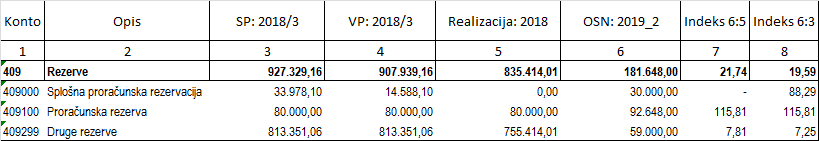 Konto Opis SP: 2018/3 VP: 2018/3 Realizacija: 2018 OSN: 2019_2 Indeks 6:5 Indeks 6:3
1 2 3 4 5 6 7 8
409 Rezerve 927.329,16 907.939,16 835.414,01 181.648,00 21,74 19,59
409000 Splošna proračunska rezervacija 33.978,10 14.588,10 0,00 30.000,00 - 88,29
409100 Proračunska rezerva 80.000,00 80.000,00 80.000,00 92.648,00 115,81 115,81
409299 Druge rezerve 813.351,06 813.351,06 755.414,01 59.000,00 7,81 7,25